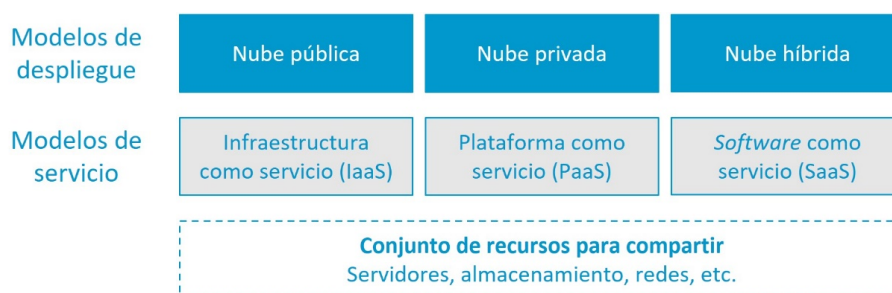 Modelos de
despliegue
Nube pública
Nube privada
Nube híbrida
Modelos de
servicio
Infraestructura
como servicio (IaaS)
Plataforma como
servicio (PaaS)
Software como
servicio (SaaS)
Conjunto de recursos para compartir
Servidores, almacenamiento, redes, etc.